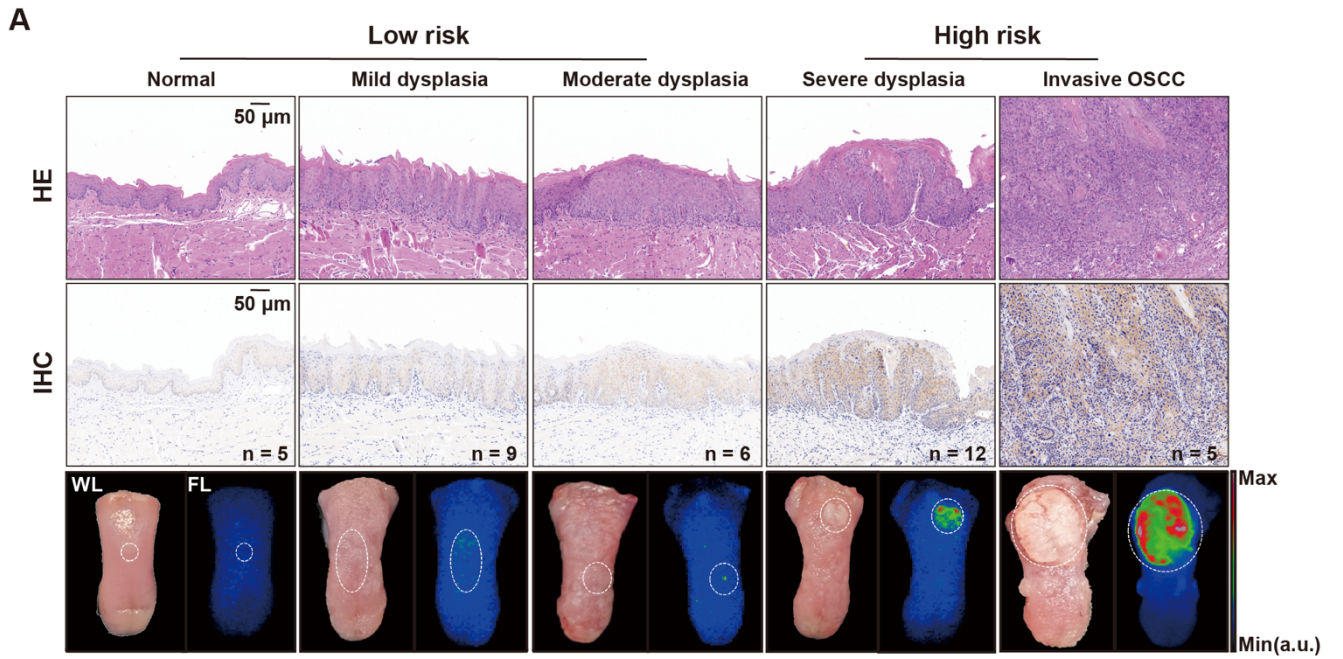 A
Low risk
High risk
Normal
Mild dysplasia
Moderate dysplasia
Severe dysplasia
Invasive OSCC
HE
50 μm
IHC
50 μm
n = 5
n = 9
n = 6
n = 12
n = 5
WL
FL
Max
Min(a.u.)